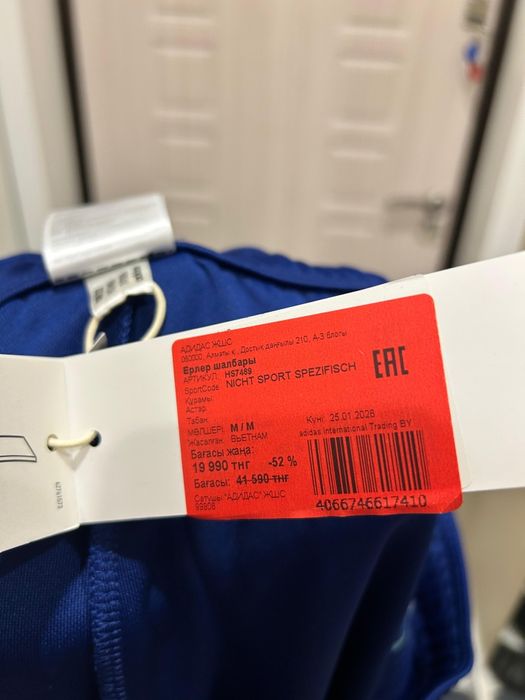 АДИДАС ЖШС
050000, Алматы қ., Достық даңғылы 210, А-3 блогы
Ерлер шалбары
АРТИКУЛ: HS7489
SportCode: NICHT SPORT SPEZIFISCH
Құрамы:
Астар:
Табан:
МӨЛШЕРІ M / M
Жасалған: ВЬЕТНАМ
Бағасы жаңа:
19 990 ТНГ -52 %
Бағасы: 41 590 ТНГ
Сатушы "АДИДАС" ЖШС
99806
EAC
Күні: 25.01.2026
adidas International Trading BV
4066746617410